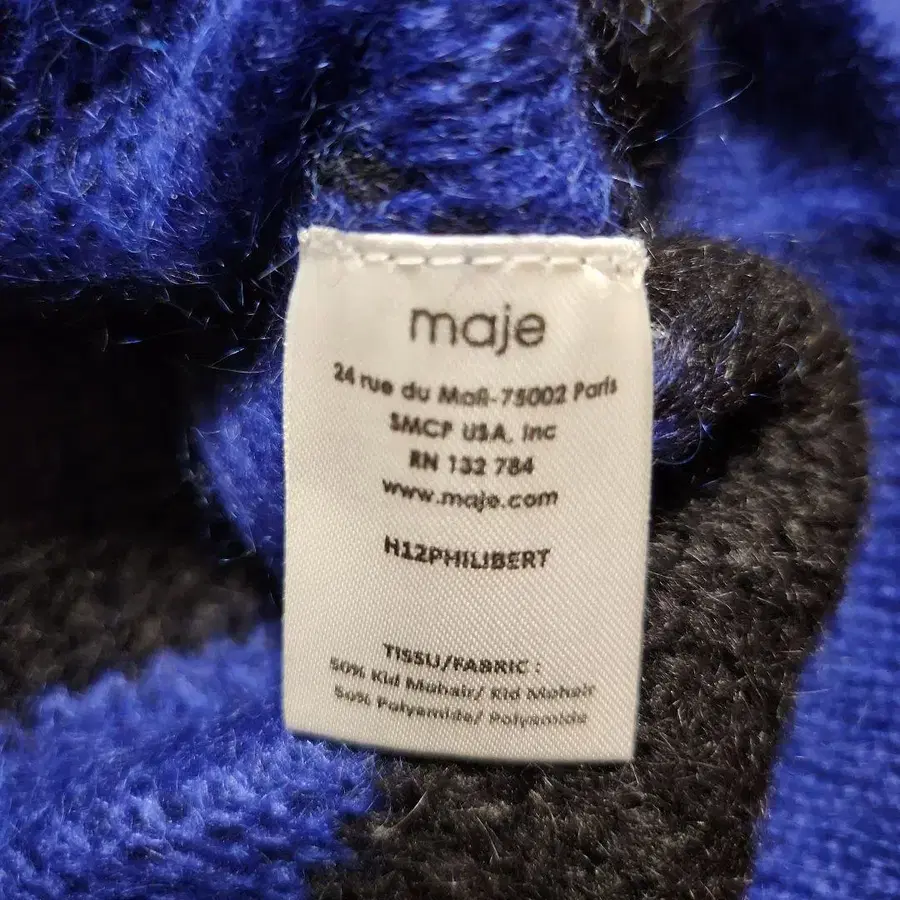 maje
24 rue du Mail-75002 Paris
SMCP USA, Inc
RN 132 784
www.maje.com
H12PHILIBERT
TISSU/FABRIC :
50% Kid Mohair/ Kid Mohair
50% Polyamide/ Polyamide